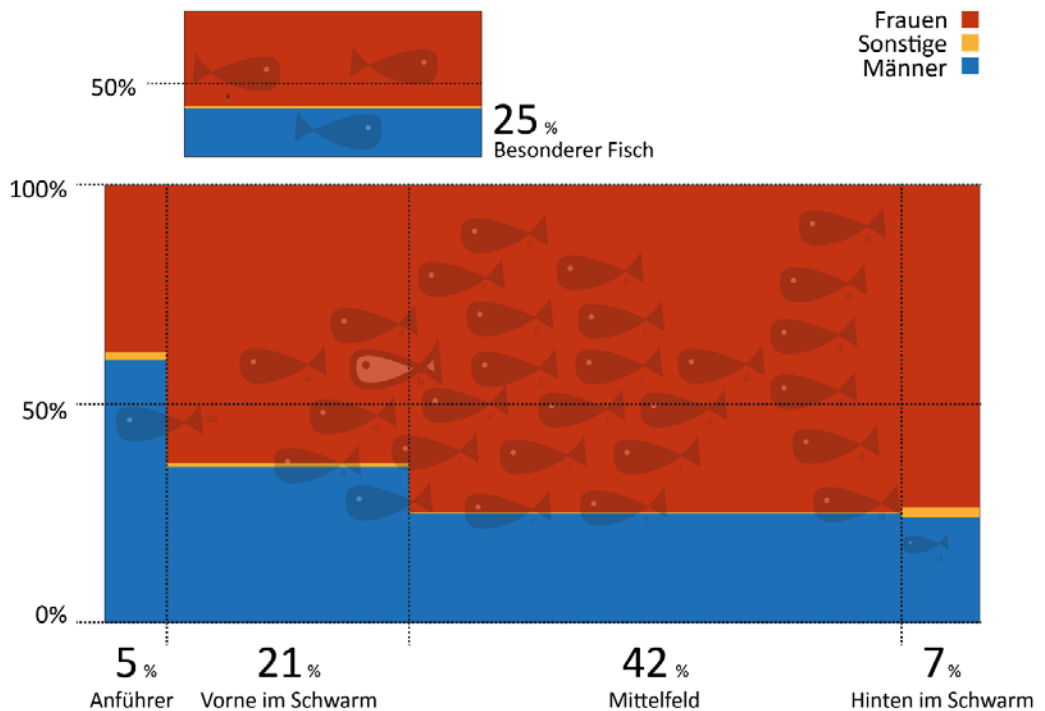 Frauen
Sonstige
Männer
50%
25 %
Besonderer Fisch
100%
50%
0%
5 %
Anführer
21 %
Vorne im Schwarm
42 %
Mittelfeld
7 %
Hinten im Schwarm